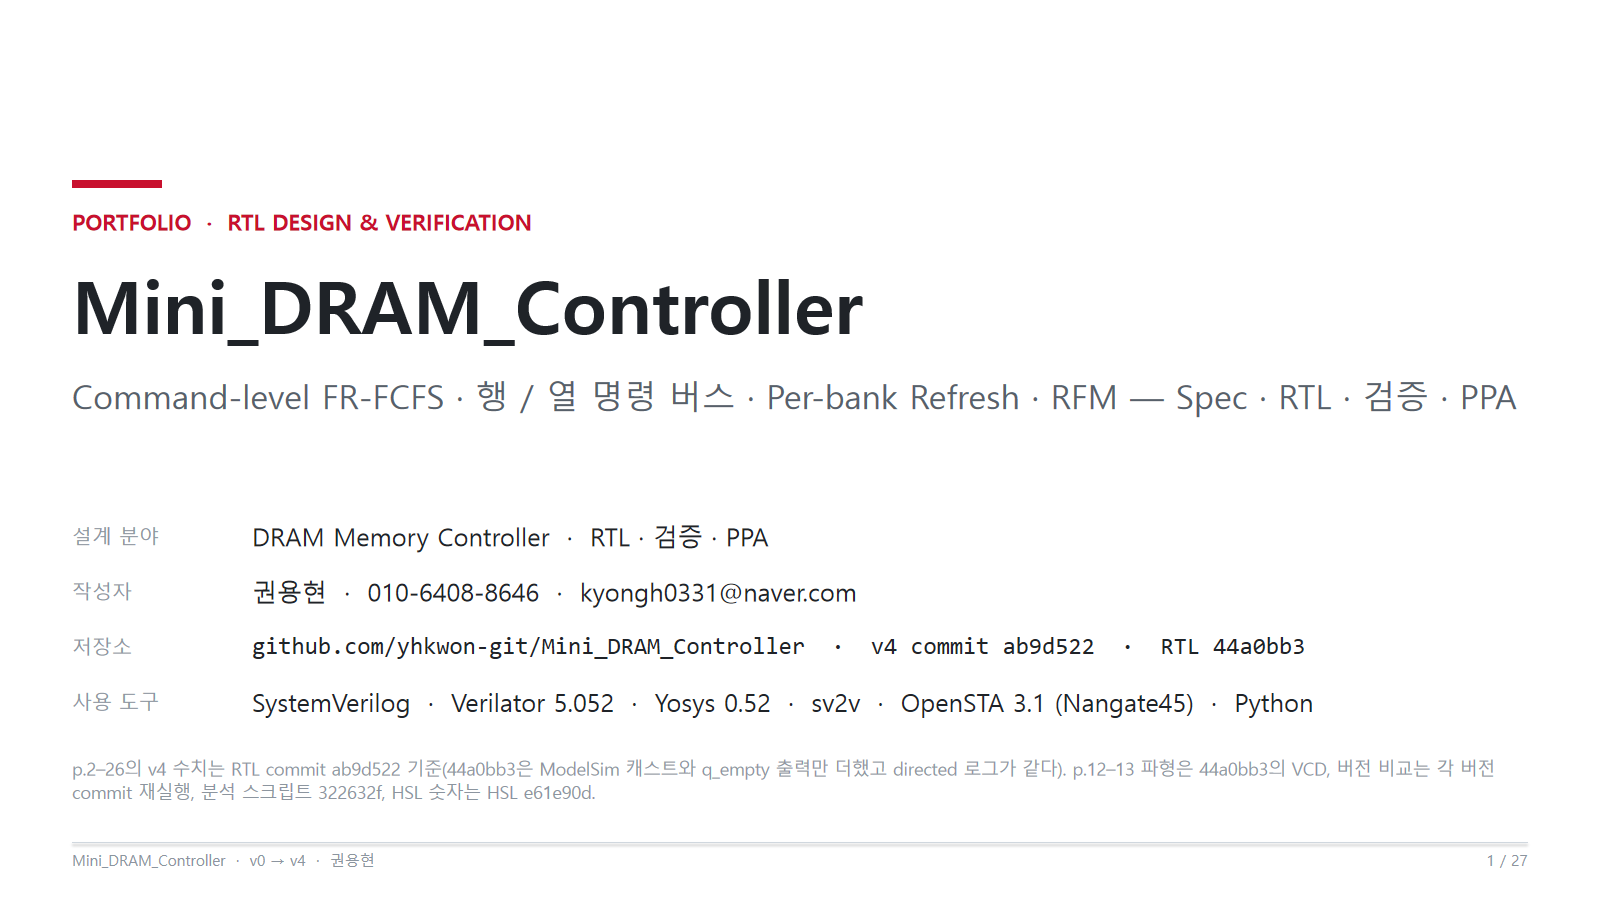 PORTFOLIO · RTL DESIGN & VERIFICATION
Mini_DRAM_Controller
Command-level FR-FCFS · 행 / 열 명령 버스 · Per-bank Refresh · RFM — Spec · RTL · 검증 · PPA
설계 분야 DRAM Memory Controller · RTL · 검증 · PPA
작성자 권용현 · 010-6408-8646 · kyongh0331@naver.com
저장소 github.com/yhkwon-git/Mini_DRAM_Controller · v4 commit ab9d522 · RTL 44a0bb3
사용 도구 SystemVerilog · Verilator 5.052 · Yosys 0.52 · sv2v · OpenSTA 3.1 (Nangate45) · Python
p.2–26의 v4 수치는 RTL commit ab9d522 기준(44a0bb3은 ModelSim 캐스트와 q_empty 출력만 더했고 directed 로그가 같다). p.12–13 파형은 44a0bb3의 VCD, 버전 비교는 각 버전
commit 재실행, 분석 스크립트 322632f, HSL 숫자는 HSL e61e90d.
Mini_DRAM_Controller · v0 → v4 · 권용현
1 / 27